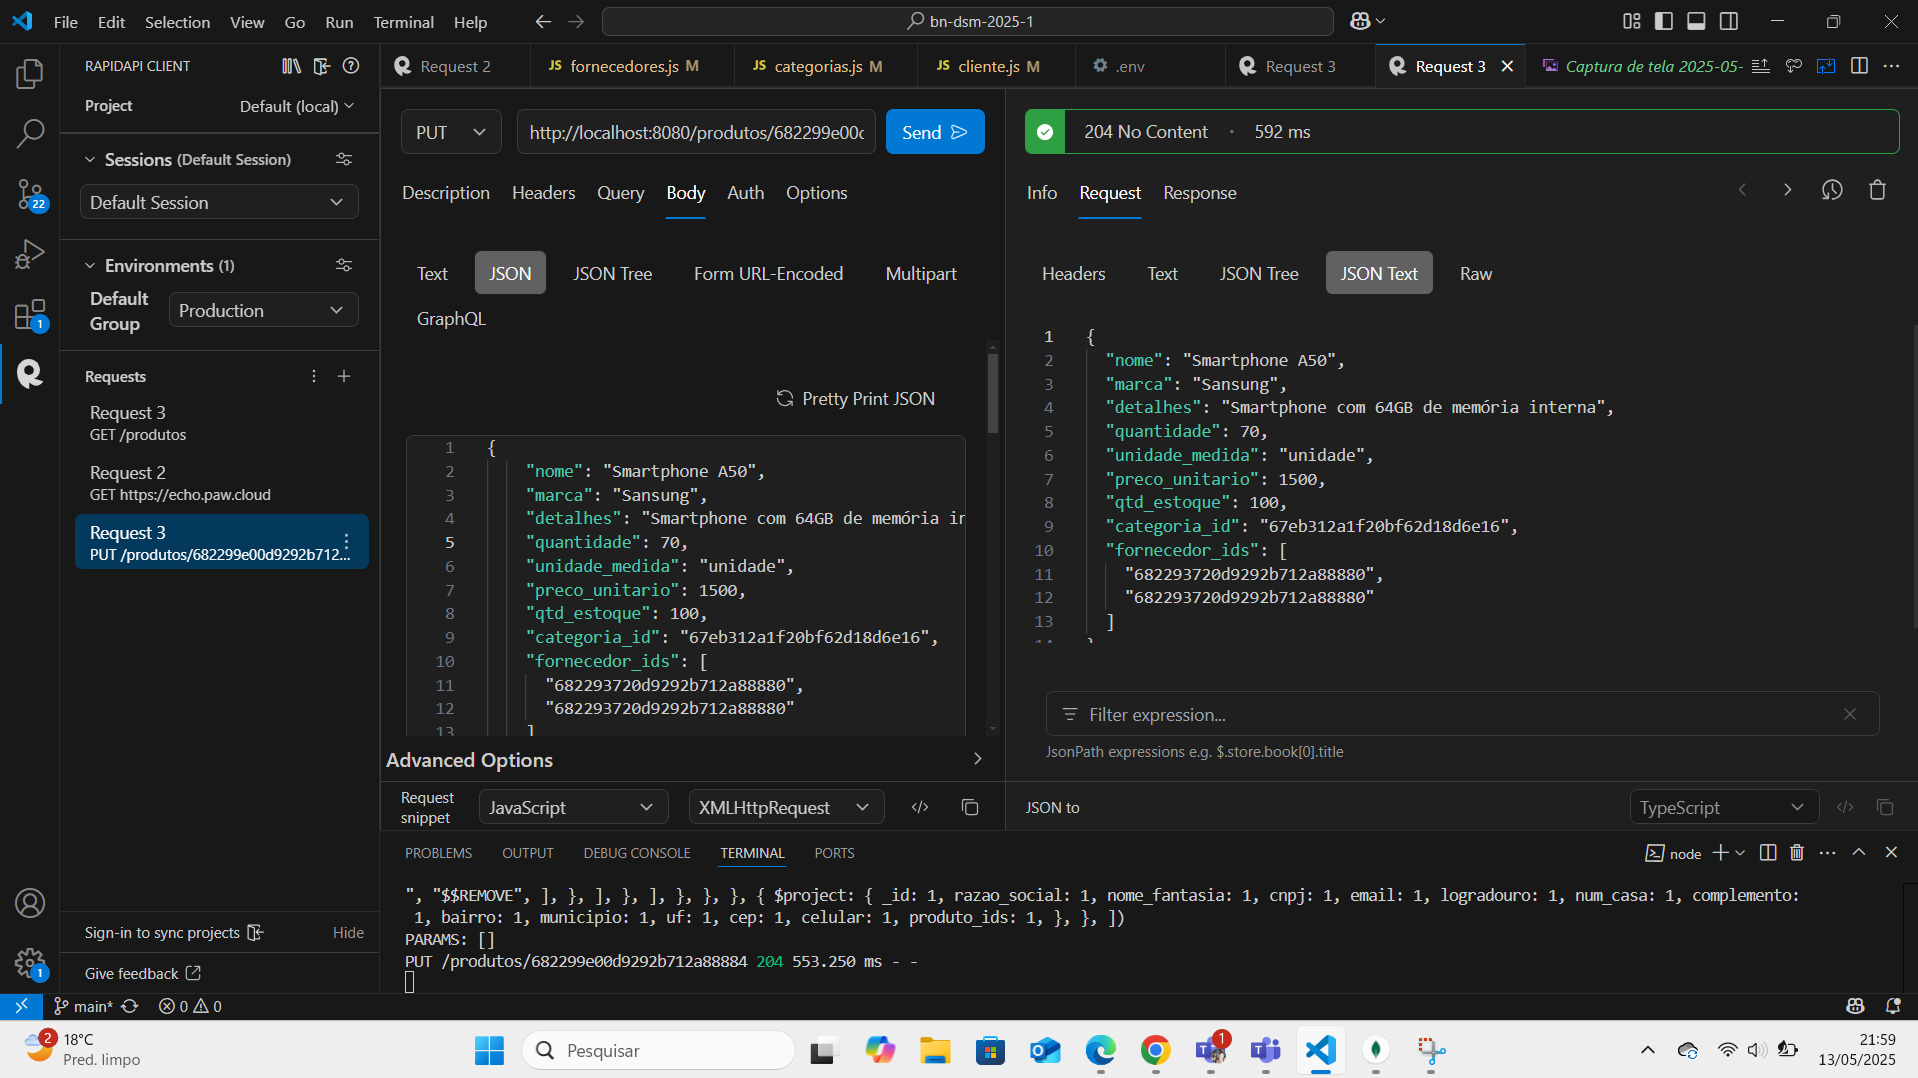 File Edit Selection View Go Run Terminal Help
bn-dsm-2025-1
RAPIDAPI CLIENT
Project Default (local)
Sessions (Default Session)
Default Session
Environments (1)
Default Group Production
Requests
Request 3
GET /produtos
Request 2
GET https://echo.paw.cloud
Request 3
PUT /produtos/682299e00d9292b712...
Sign-in to sync projects Hide
Give feedback
22
1
1
Request 2
JS fornecedores.js M
JS categorias.js M
JS cliente.js M
.env
Request 3
Request 3
Captura de tela 2025-05-
PUT http://localhost:8080/produtos/682299e00c Send
Description Headers Query Body Auth Options
Text JSON JSON Tree Form URL-Encoded Multipart
GraphQL
Pretty Print JSON
1 {
2 "nome": "Smartphone A50",
3 "marca": "Sansung",
4 "detalhes": "Smartphone com 64GB de memória in
5 "quantidade": 70,
6 "unidade_medida": "unidade",
7 "preco_unitario": 1500,
8 "qtd_estoque": 100,
9 "categoria_id": "67eb312a1f20bf62d18d6e16",
10 "fornecedor_ids": [
11 "682293720d9292b712a88880",
12 "682293720d9292b712a88880"
13 ]
Advanced Options
Request snippet JavaScript XMLHttpRequest
204 No Content • 592 ms
Info Request Response
Headers Text JSON Tree JSON Text Raw
1 {
2 "nome": "Smartphone A50",
3 "marca": "Sansung",
4 "detalhes": "Smartphone com 64GB de memória interna",
5 "quantidade": 70,
6 "unidade_medida": "unidade",
7 "preco_unitario": 1500,
8 "qtd_estoque": 100,
9 "categoria_id": "67eb312a1f20bf62d18d6e16",
10 "fornecedor_ids": [
11 "682293720d9292b712a88880",
12 "682293720d9292b712a88880"
13 ]
14 }
Filter expression...
JsonPath expressions e.g. $.store.book[0].title
JSON to TypeScript
PROBLEMS OUTPUT DEBUG CONSOLE TERMINAL PORTS
node
", "$$REMOVE", ], }, ], }, ], }, }, }, { $project: { _id: 1, razao_social: 1, nome_fantasia: 1, cnpj: 1, email: 1, logradouro: 1, num_casa: 1, complemento:
1, bairro: 1, municipio: 1, uf: 1, cep: 1, celular: 1, produto_ids: 1, }, }, ])
PARAMS: []
PUT /produtos/682299e00d9292b712a88884 204 553.250 ms - -
main* 0 0
2
18°C
Pred. limpo
Pesquisar
1
21:59
13/05/2025